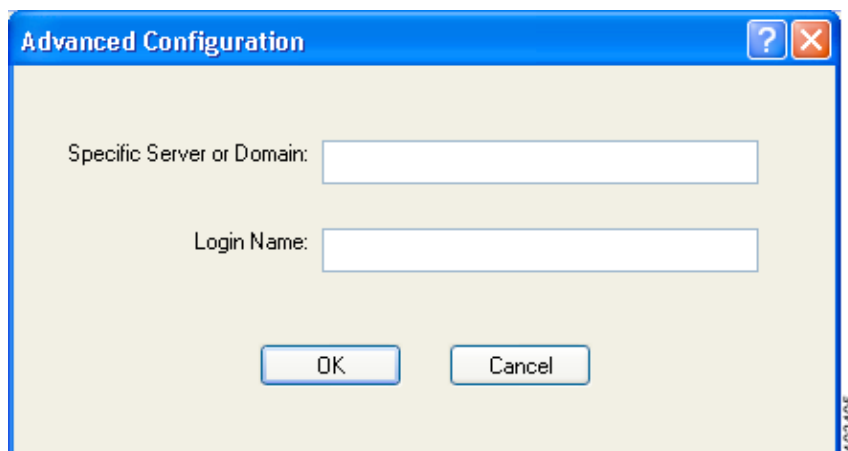 Advanced Configuration
Specific Server or Domain:
Login Name:
OK
Cancel